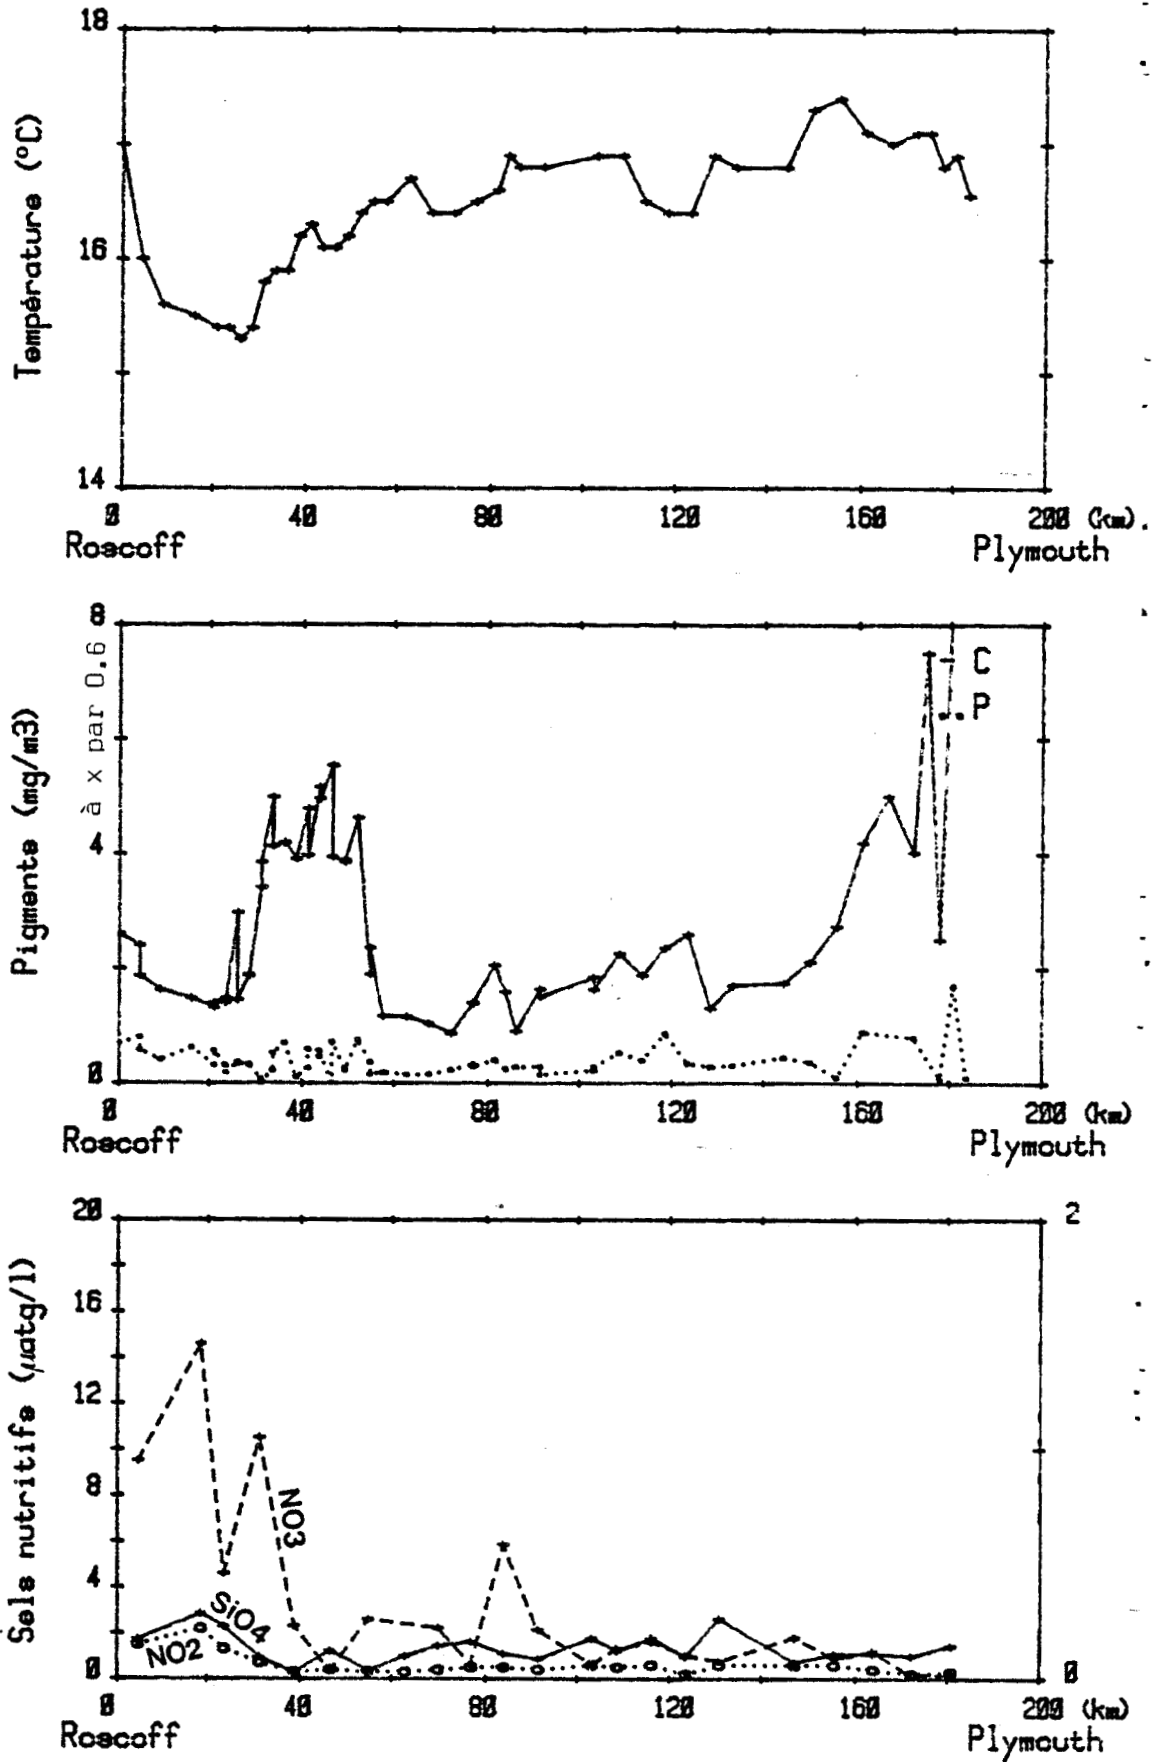 18
Température (°C)
16
14
0 40 80 120 160 200 (km)
Roscoff Plymouth
8
Pigments (mg/m3)
à x par 0.6
C
P
4
0
0 40 80 120 160 200 (km)
Roscoff Plymouth
20 2
Sels nutritifs (µatg/l)
16
12
8
NO3
4
SiO4
NO2
0 0
0 40 80 120 160 200 (km)
Roscoff Plymouth